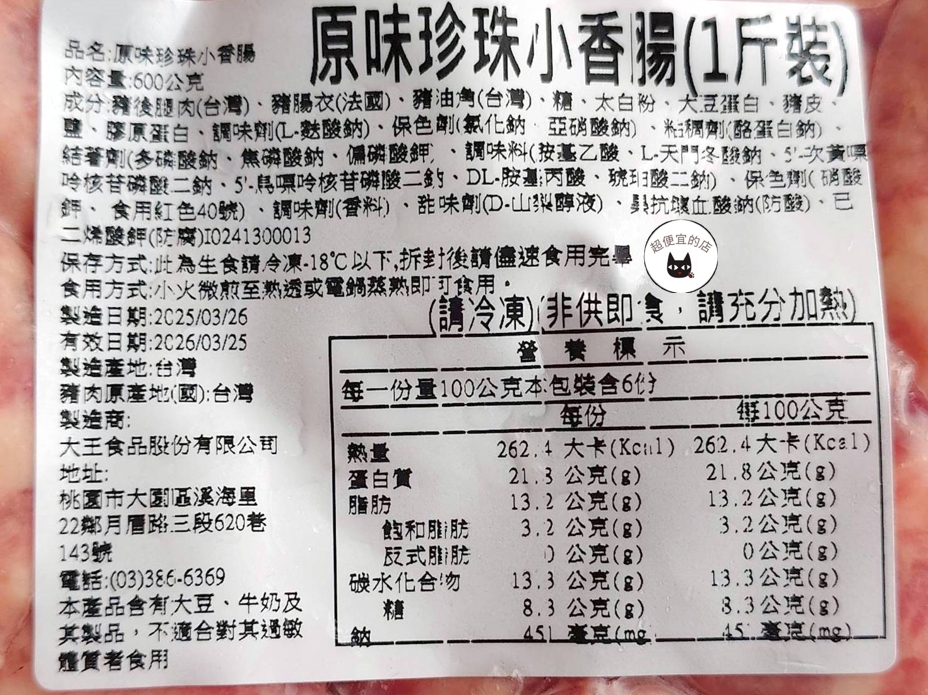 原味珍珠小香腸(1斤裝)
品名:原味珍珠小香腸
內容量:600公克
成分:豬後腿肉(台灣)、豬腸衣(法國)、豬油角(台灣)、糖、太白粉、大豆蛋白、豬皮、
鹽、膠原蛋白、調味劑(L-麩酸鈉)、保色劑(氯化鈉 亞硝酸鈉)、粘稠劑(酪蛋白鈉)、
結著劑(多磷酸鈉、焦磷酸鈉、偏磷酸鉀、、調味料(按基乙酸、L-天門冬酸鈉、5'-次黃嘌
呤核苷磷酸二鈉、5'-鳥嘌呤核苷磷酸二鈉、DL-胺基丙酸、琥珀酸二鈉)、保色劑(硝酸
鉀、食用紅色40號)、調味劑(香料)、甜味劑(D-山梨醇液)、異抗壞血酸鈉(防酸)、己
二烯酸鉀(防腐)I0241300013
保存方式:此為生食請冷凍-18℃以下,拆封後請儘速食用完畢
超便宜的店
食用方式:小火微煎至熟透或電鍋蒸熟即可食用。
(請冷凍)(非供即食，請充分加熱)
製造日期:2025/03/26
有效日期:2026/03/25
製造產地:台灣
豬肉原產地(國):台灣
製造商:
大王食品股份有限公司
地址:
桃園市大園區溪海里
22鄰月眉路三段620巷
143號
電話:(03)386-6369
本產品含有大豆、牛奶及
其製品，不適合對其過敏
體質者食用
營養標示
每一份量100公克本包裝含6份
每份 每100公克
熱量 262.4 大卡(Kcal) 262.4大卡(Kcal)
蛋白質 21.8 公克(g) 21.8公克(g)
脂肪 13.2 公克(g) 13.2公克(g)
飽和脂肪 3.2 公克(g) 3.2公克(g)
反式脂肪 0 公克(g) 0公克(g)
碳水化合物 13.3 公克(g) 13.3公克(g)
糖 8.3 公克(g) 8.3公克(g)
鈉 451 毫克(mg 45 毫克(mg)